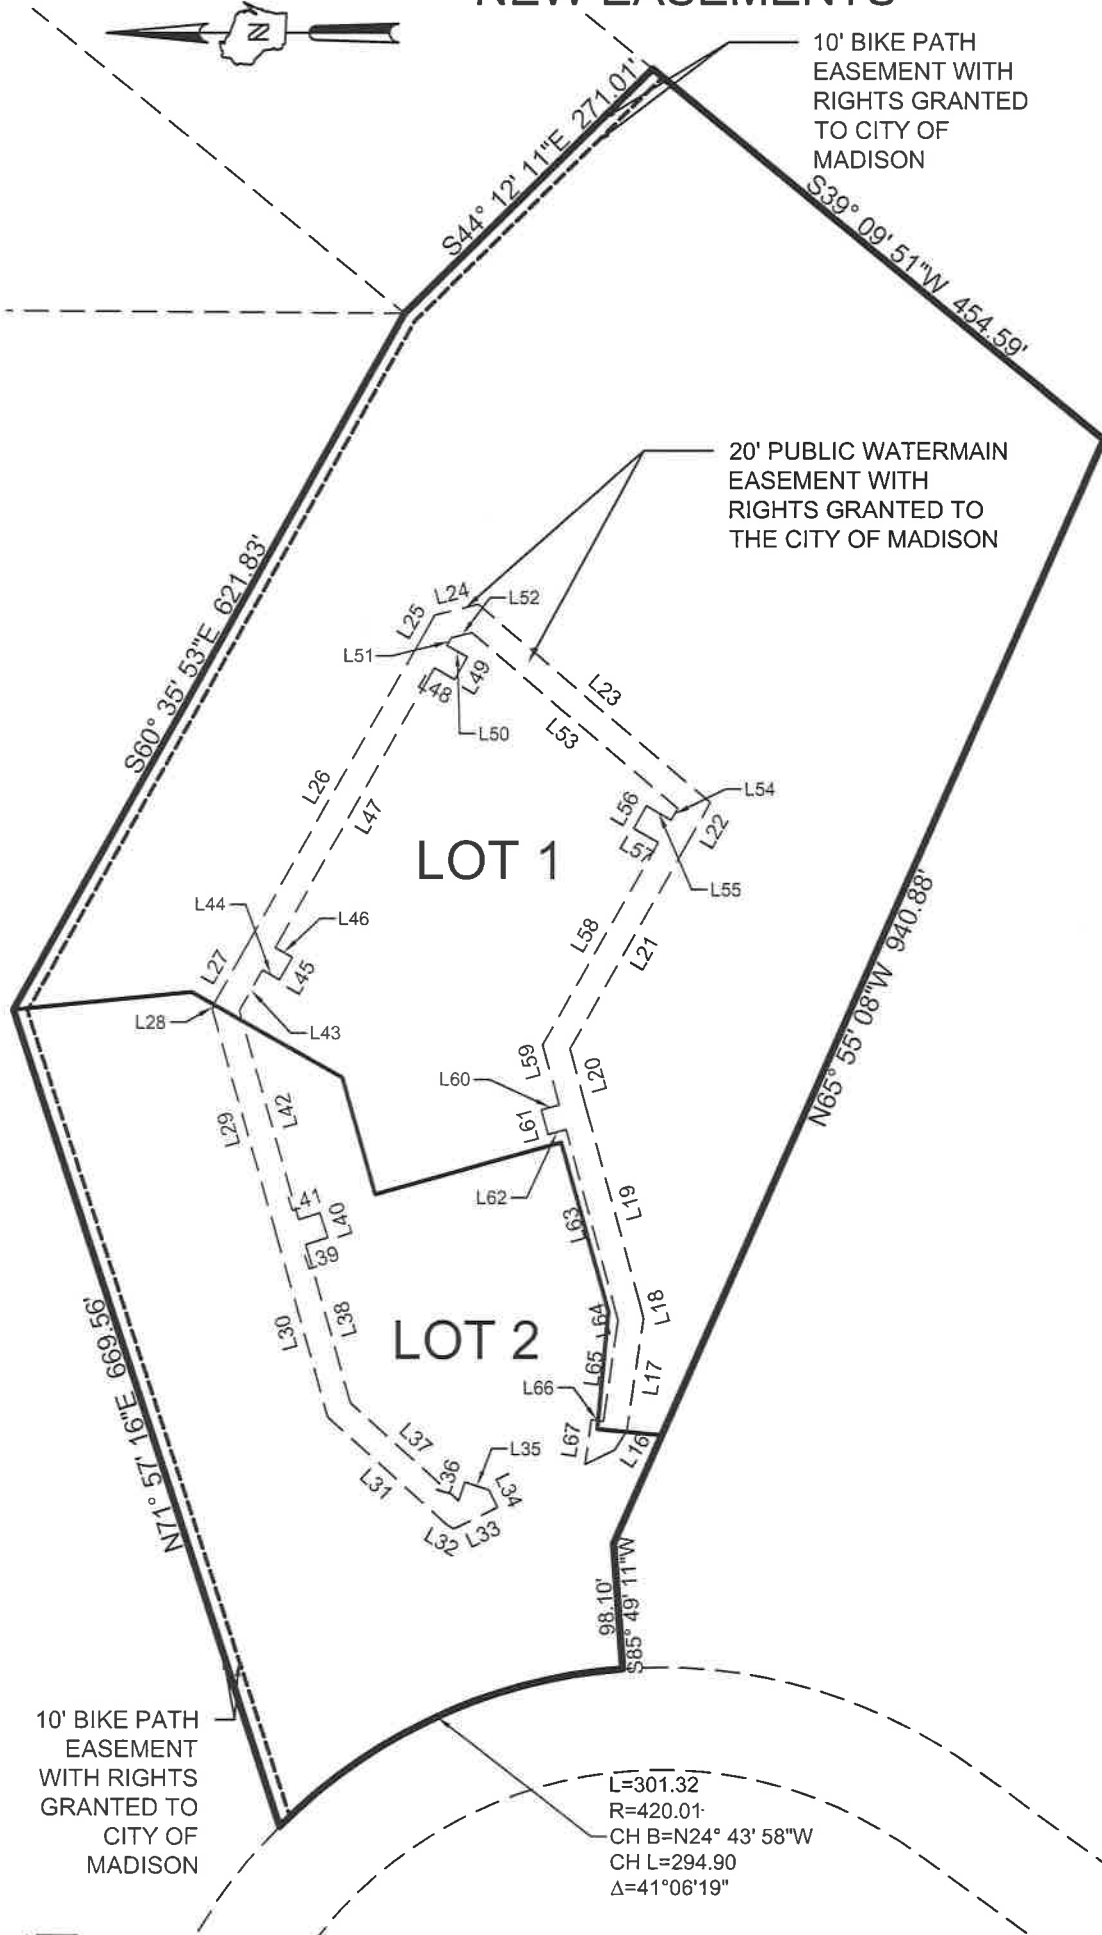 NEW EASEMENTS
N
10' BIKE PATH
EASEMENT WITH
RIGHTS GRANTED
TO CITY OF
MADISON
S44° 12' 11"E 271.01'
S39° 09' 51"W 454.59'
20' PUBLIC WATERMAIN
EASEMENT WITH
RIGHTS GRANTED TO
THE CITY OF MADISON
S60° 35' 53"E 621.83'
L24
L52
L25
L51
L48
L49
L23
L50
L53
L26
L54
L56
L47
L22
L57
LOT 1
L55
L44
L46
L58
L21
L27
L45
N65° 55' 08"W 940.88'
L28
L43
L59
L20
L60
L42
L29
L61
L62
L41
L19
L40
L63
L39
L18
L30
L38
L64
LOT 2
L65
L17
L66
L37
L67
L16
L35
L31
L36
L34
L32
L33
N71° 57' 16"E 669.56'
98.10'
S85° 49' 11"W
10' BIKE PATH
EASEMENT
WITH RIGHTS
GRANTED TO
CITY OF
MADISON
L=301.32
R=420.01
CH B=N24° 43' 58"W
CH L=294.90
Δ=41°06'19"